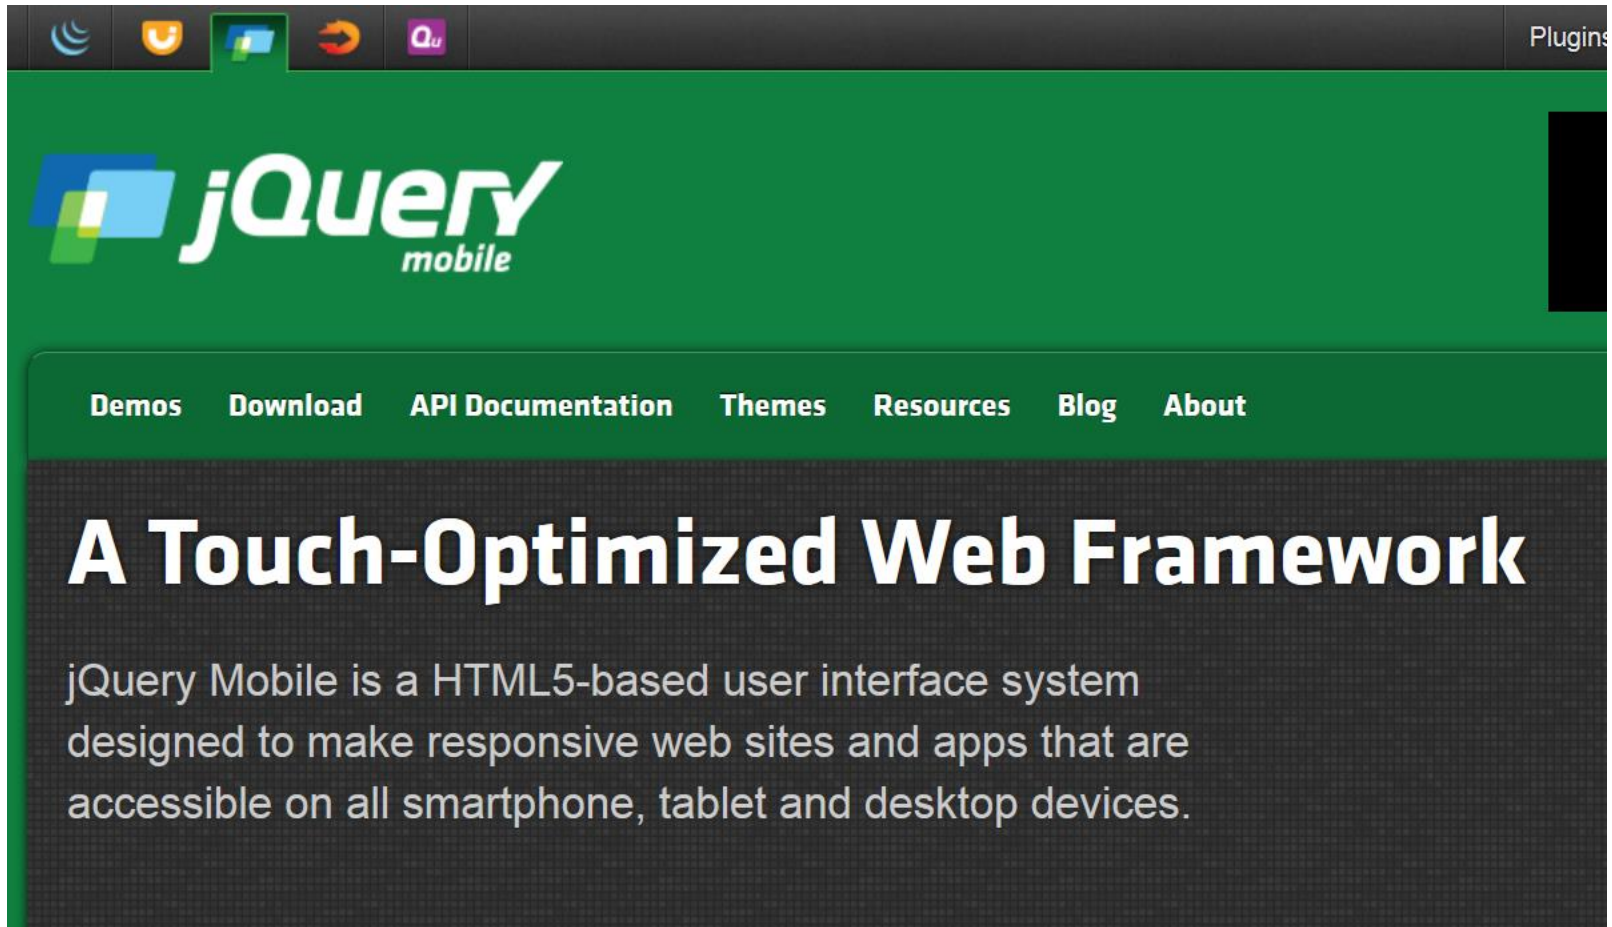 Qu
Plugins
jQuery
mobile
Demos Download API Documentation Themes Resources Blog About
A Touch-Optimized Web Framework
jQuery Mobile is a HTML5-based user interface system
designed to make responsive web sites and apps that are
accessible on all smartphone, tablet and desktop devices.